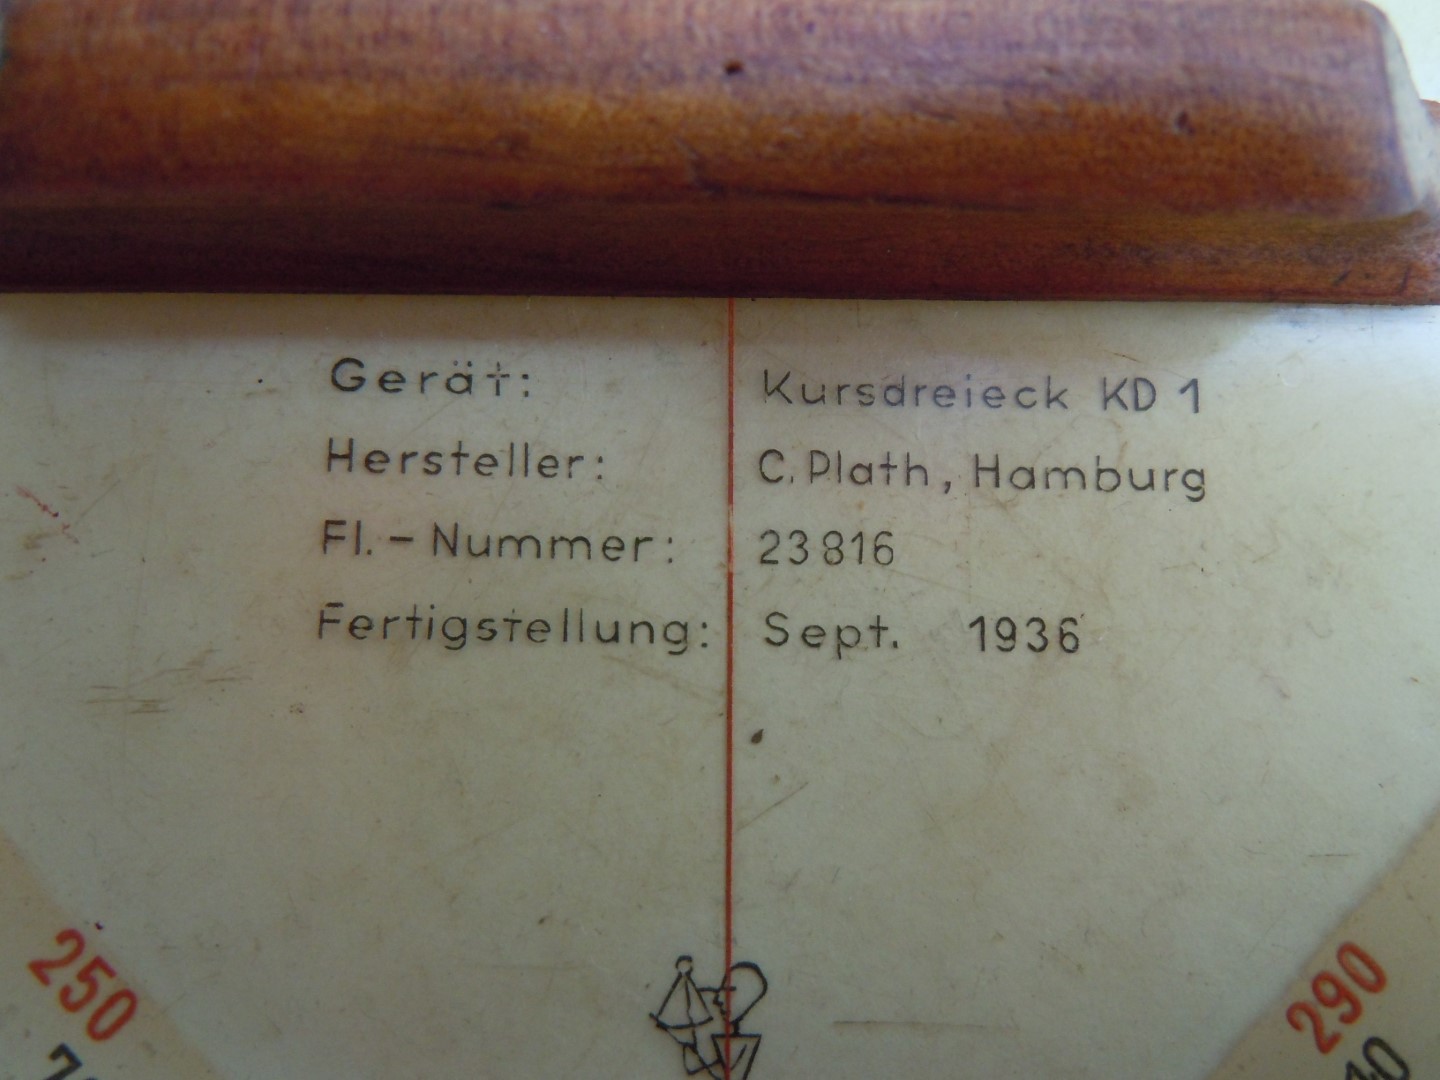 Gerät: Kursdreieck KD 1
Hersteller: C. Plath, Hamburg
Fl.-Nummer: 23816
Fertigstellung: Sept. 1936
250
290